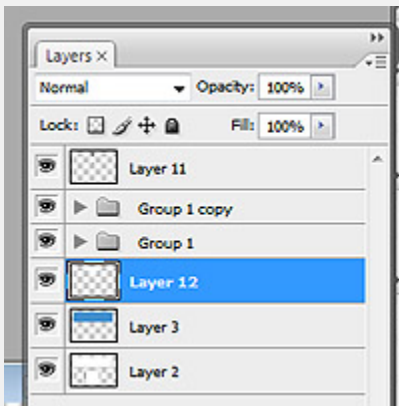 Layers ×
Normal Opacity: 100%
Lock: Fill: 100%
Layer 11
Group 1 copy
Group 1
Layer 12
Layer 3
Layer 2